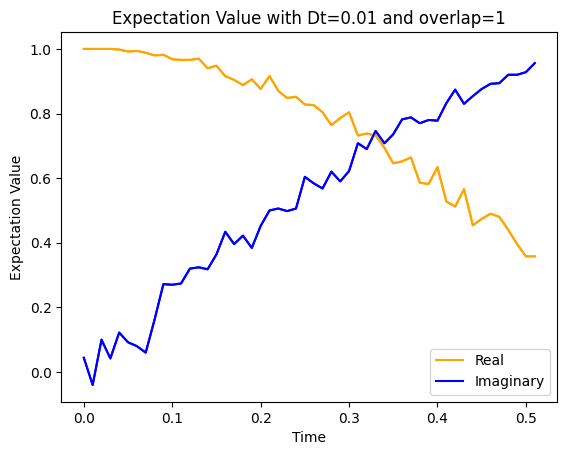 Expectation Value with Dt=0.01 and overlap=1
Expectation Value
1.0
0.8
0.6
0.4
0.2
0.0
Real
Imaginary
0.0 0.1 0.2 0.3 0.4 0.5
Time